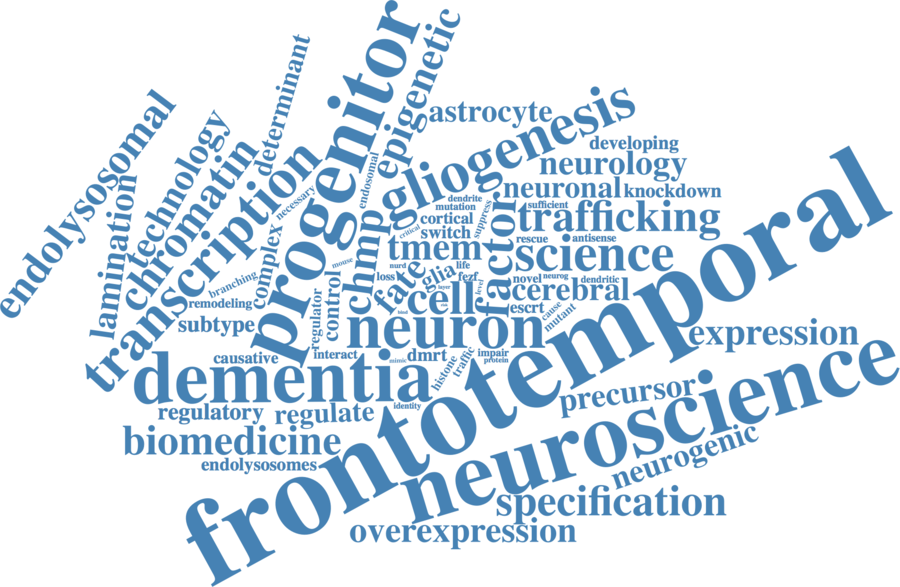 progenitor
epigenetic
determinant
astrocyte
gliogenesis
endolysosomal
technology
developing
endosomal
neurology
chromatin
transcription
lamination
necessary
dendrite
mutation
neuronal
knockdown
cortical
suppress
sufficient
trafficking
critical
switch
factor
chmp
complex
tmem
rescue
antisense
science
mouse
nurd
life
glia
loss
fezf
fate
novel
neurog
dendritic
branching
layer
level
cerebral
cell
remodeling
control
regulator
escrt
cause
mutant
subtype
neuron
frontotemporal
expression
causative
interact
mimic
dmrt
histone
traffic
impair
protein
dementia
precursor
identity
regulatory
regulate
neuroscience
biomedicine
neurogenic
endolysosomes
specification
overexpression